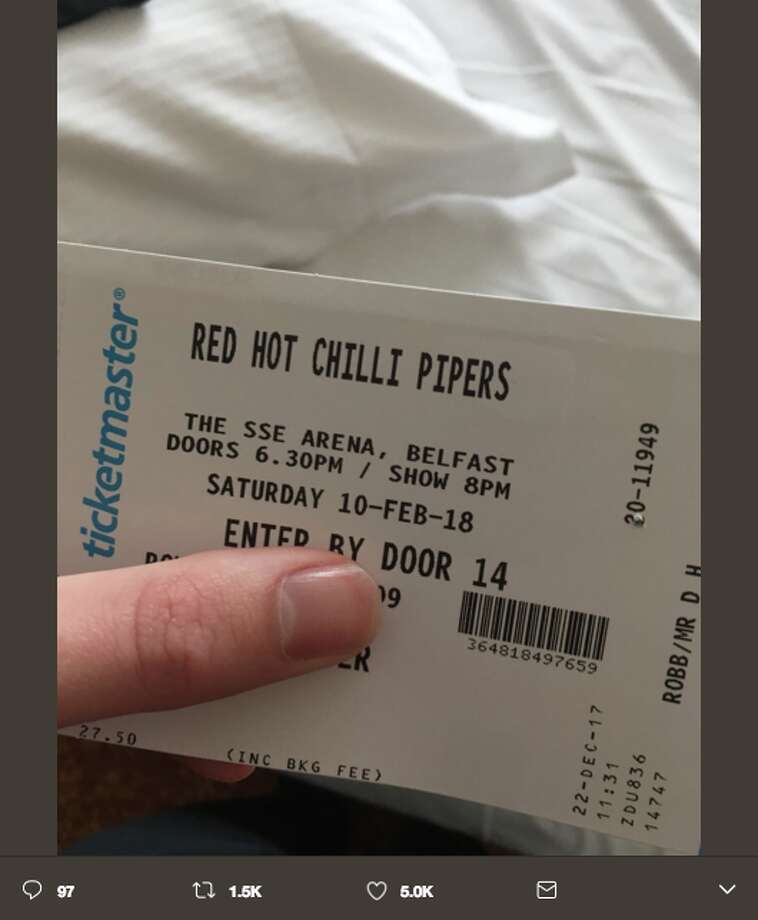 ticketmaster®
RED HOT CHILLI PIPERS
THE SSE ARENA, BELFAST
DOORS 6.30PM / SHOW 8PM
SATURDAY 10-FEB-18
ENTER BY DOOR 14
364818497659
27.50
(INC BKG FEE)
20-11949
ROBB/MR D H
22-DEC-17
11:31
ZDU836
14747
97
1.5K
5.0K